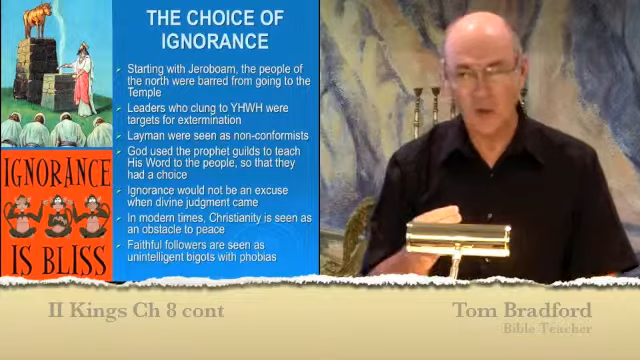 THE CHOICE OF
IGNORANCE
Starting with Jeroboam, the people of
the north were barred from going to the
Temple
Leaders who clung to YHWH were
targets for extermination
Layman were seen as non-conformists
God used the prophet guilds to teach
His Word to the people, so that they
had a choice
Ignorance would not be an excuse
when divine judgment came
In modern times, Christianity is seen as
an obstacle to peace
Faithful followers are seen as
unintelligent bigots with phobias
IGNORANCE
IS BLISS
II Kings Ch 8 cont
Tom Bradford
Bible Teacher